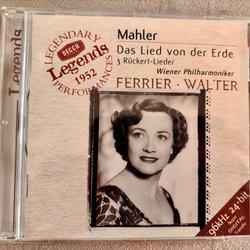 LEGENDARY
DECCA
Legends
1952
PERFORMANCES
Mahler
Das Lied von der Erde
3 Rückert-Lieder
Wiener Philharmoniker
FERRIER · WALTER
96kHz 24-bit
DIGITAL